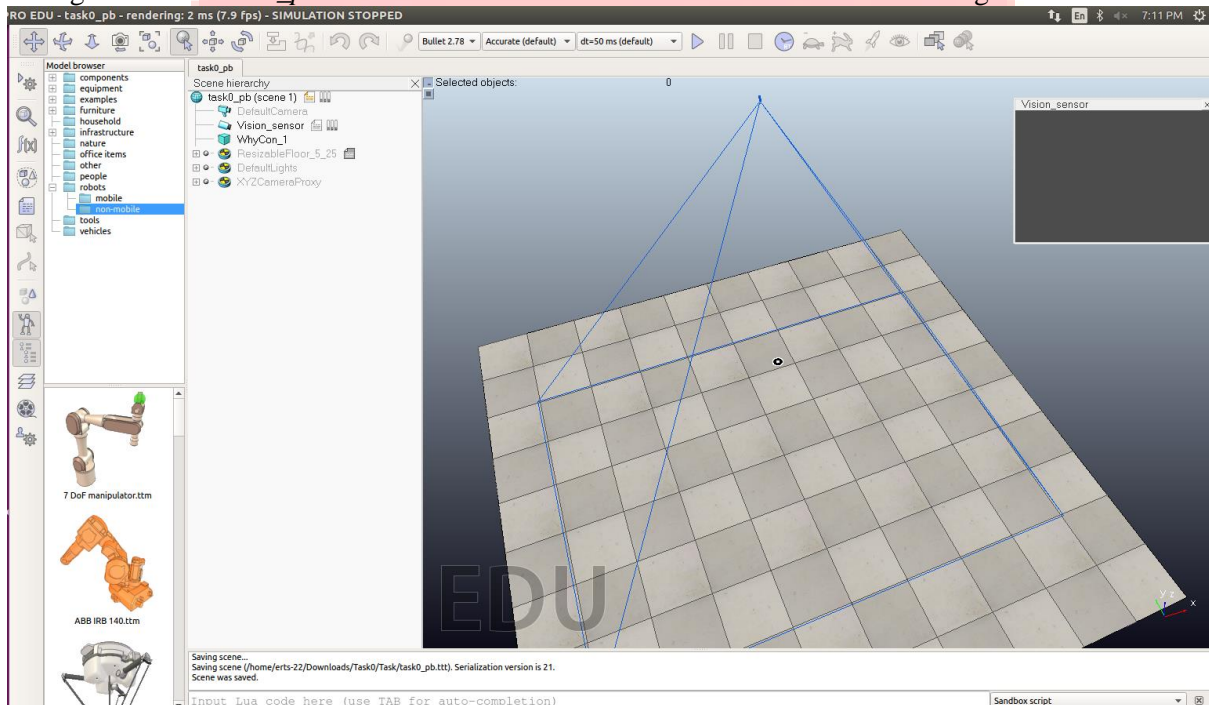 PRO EDU - task0_pb - rendering: 2 ms (7.9 fps) - SIMULATION STOPPED
En
7:11 PM
Bullet 2.78
Accurate (default)
dt=50 ms (default)
Model browser
components
equipment
examples
furniture
household
infrastructure
nature
office items
other
people
robots
mobile
non-mobile
tools
vehicles
7 DoF manipulator.ttm
ABB IRB 140.ttm
task0_pb
Scene hierarchy
task0_pb (scene 1)
DefaultCamera
Vision_sensor
WhyCon_1
ResizableFloor_5_25
DefaultLights
XYZCameraProxy
Selected objects:
0
Vision_sensor
EDU
y z x
Saving scene...
Saving scene (/home/erts-22/Downloads/Task0/Task/task0_pb.ttt). Serialization version is 21.
Scene was saved.
Input Lua code here (use TAB for auto-completion)
Sandbox script